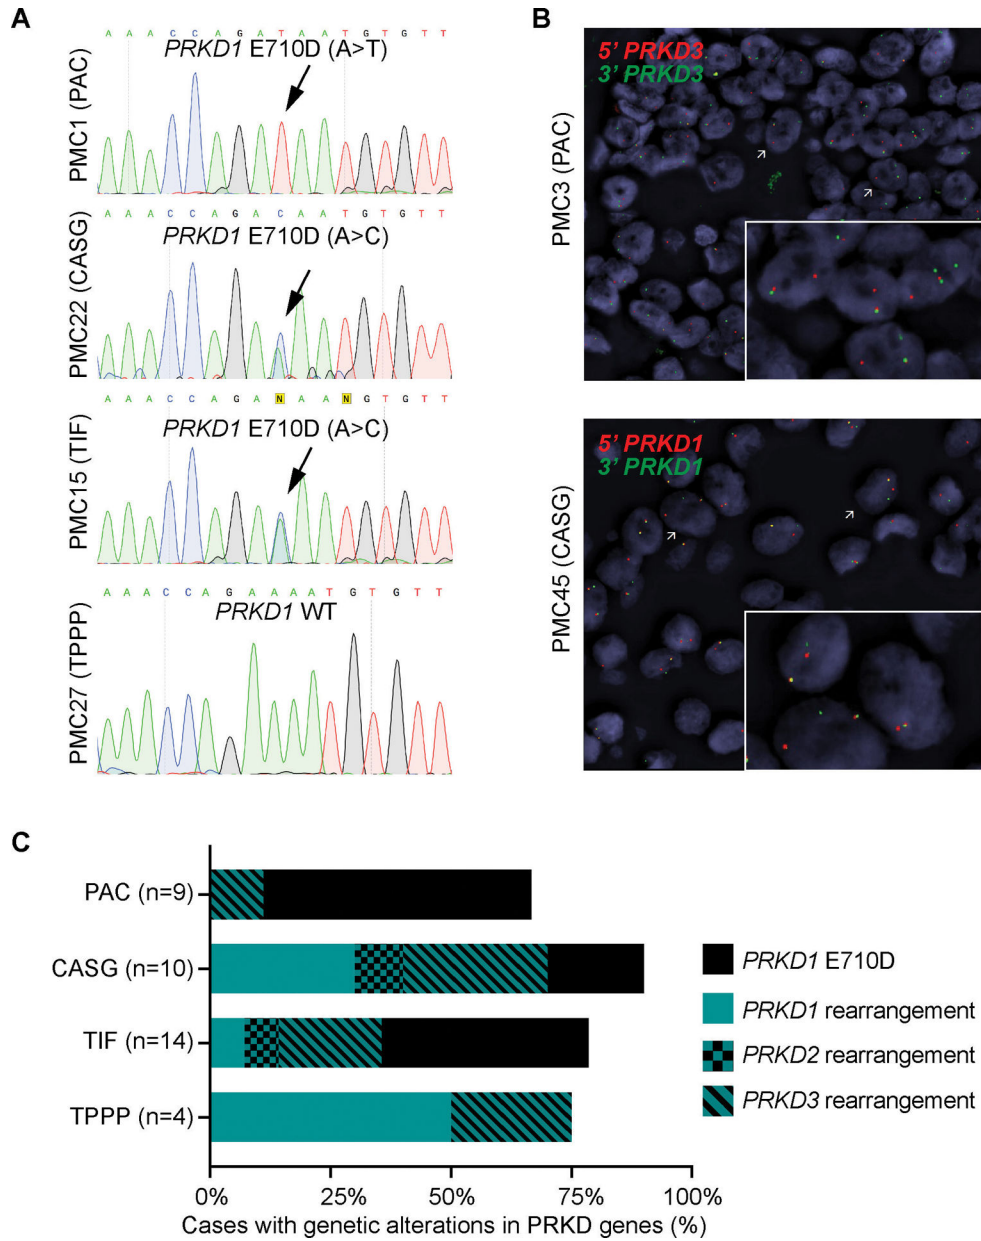 A
A A A C C A G A T A A T G T G T T
PRKD1 E710D (A>T)
PMC1 (PAC)
A A A C C A G A C A A T G T G T T
PRKD1 E710D (A>C)
PMC22 (CASG)
A A A C C A G A N A A N G T G T T
PRKD1 E710D (A>C)
PMC15 (TIF)
A A A C C A G A A A A T G T G T T
PRKD1 WT
PMC27 (TPPP)
B
5' PRKD3
3' PRKD3
PMC3 (PAC)
5' PRKD1
3' PRKD1
PMC45 (CASG)
C
PAC (n=9)
CASG (n=10)
TIF (n=14)
TPPP (n=4)
0% 25% 50% 75% 100%
Cases with genetic alterations in PRKD genes (%)
PRKD1 E710D
PRKD1 rearrangement
PRKD2 rearrangement
PRKD3 rearrangement